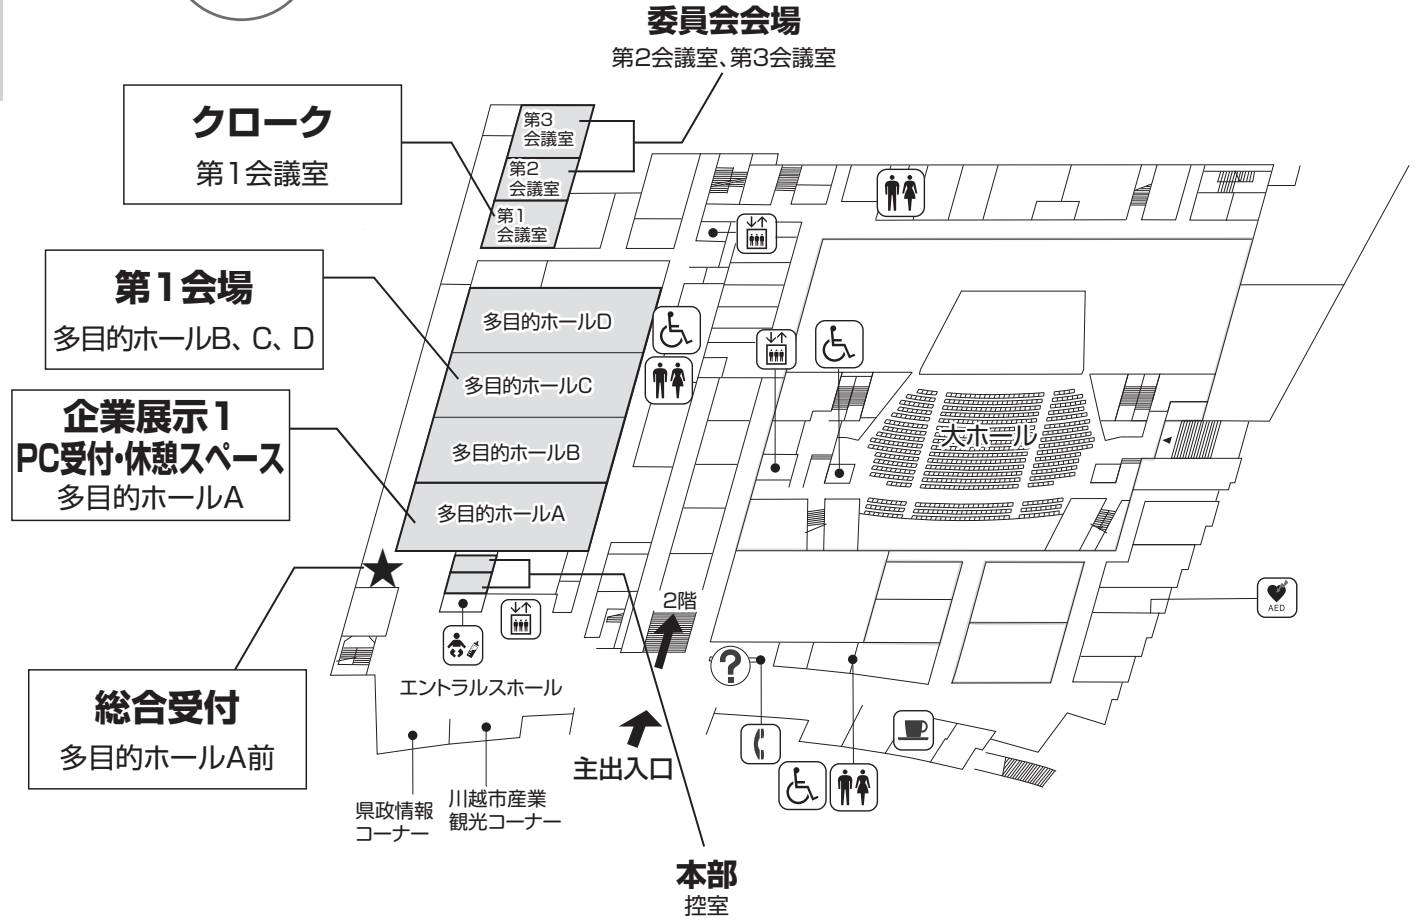 委員会会場
第2会議室、第3会議室
クローク
第1会議室
第3
会議室
第2
会議室
第1
会議室
第1会場
多目的ホールB、C、D
多目的ホールD
多目的ホールC
多目的ホールB
多目的ホールA
企業展示1
PC受付・休憩スペース
多目的ホールA
大ホール
2階
AED
?
エントラルスホール
総合受付
多目的ホールA前
主出入口
県政情報
コーナー
川越市産業
観光コーナー
本部
控室